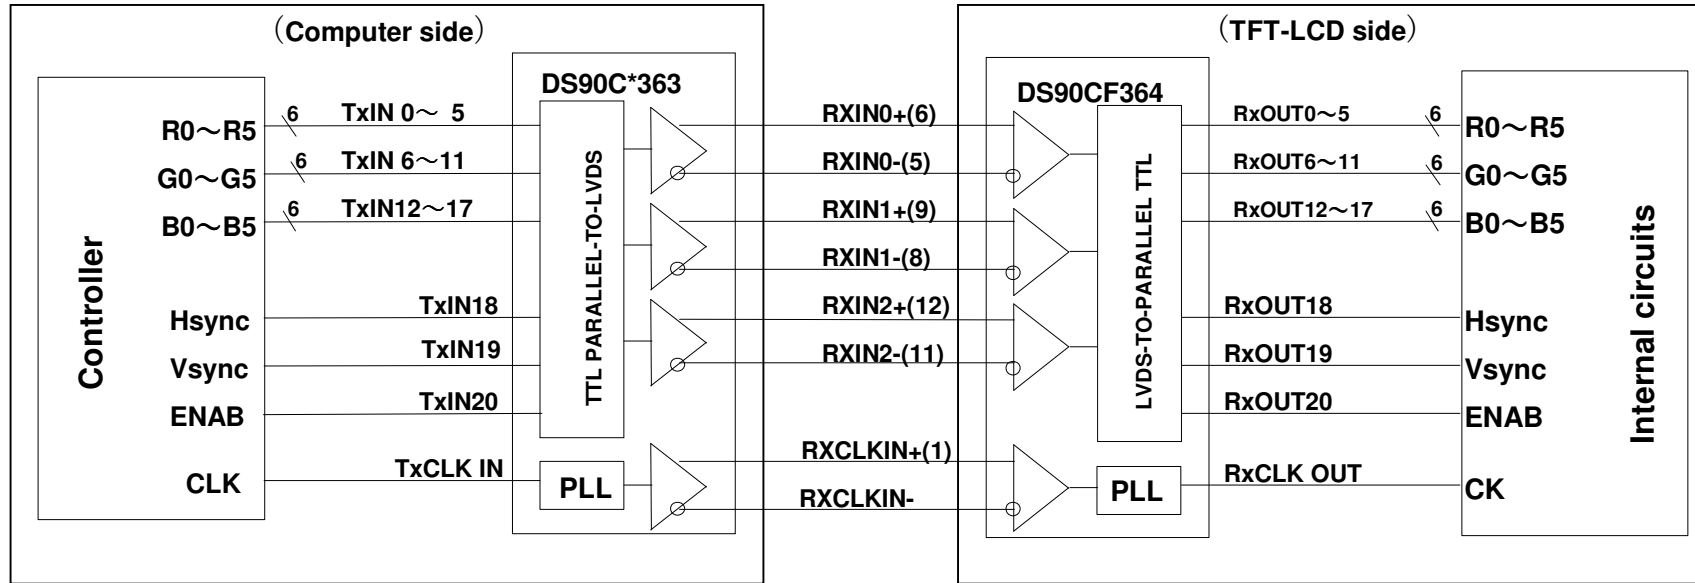 (Computer side)
Controller
R0～R5
G0～G5
B0～B5
Hsync
Vsync
ENAB
CLK
6
TxIN 0～ 5
6
TxIN 6～11
6
TxIN12～17
TxIN18
TxIN19
TxIN20
TxCLK IN
DS90C*363
TTL PARALLEL-TO-LVDS
PLL
RXIN0+(6)
RXIN0-(5)
RXIN1+(9)
RXIN1-(8)
RXIN2+(12)
RXIN2-(11)
RXCLKIN+(1)
RXCLKIN-
(TFT-LCD side)
DS90CF364
LVDS-TO-PARALLEL TTL
PLL
RxOUT0～5
6
RxOUT6～11
6
RxOUT12～17
6
RxOUT18
RxOUT19
RxOUT20
RxCLK OUT
R0～R5
G0～G5
B0～B5
Hsync
Vsync
ENAB
CK
Internal circuits